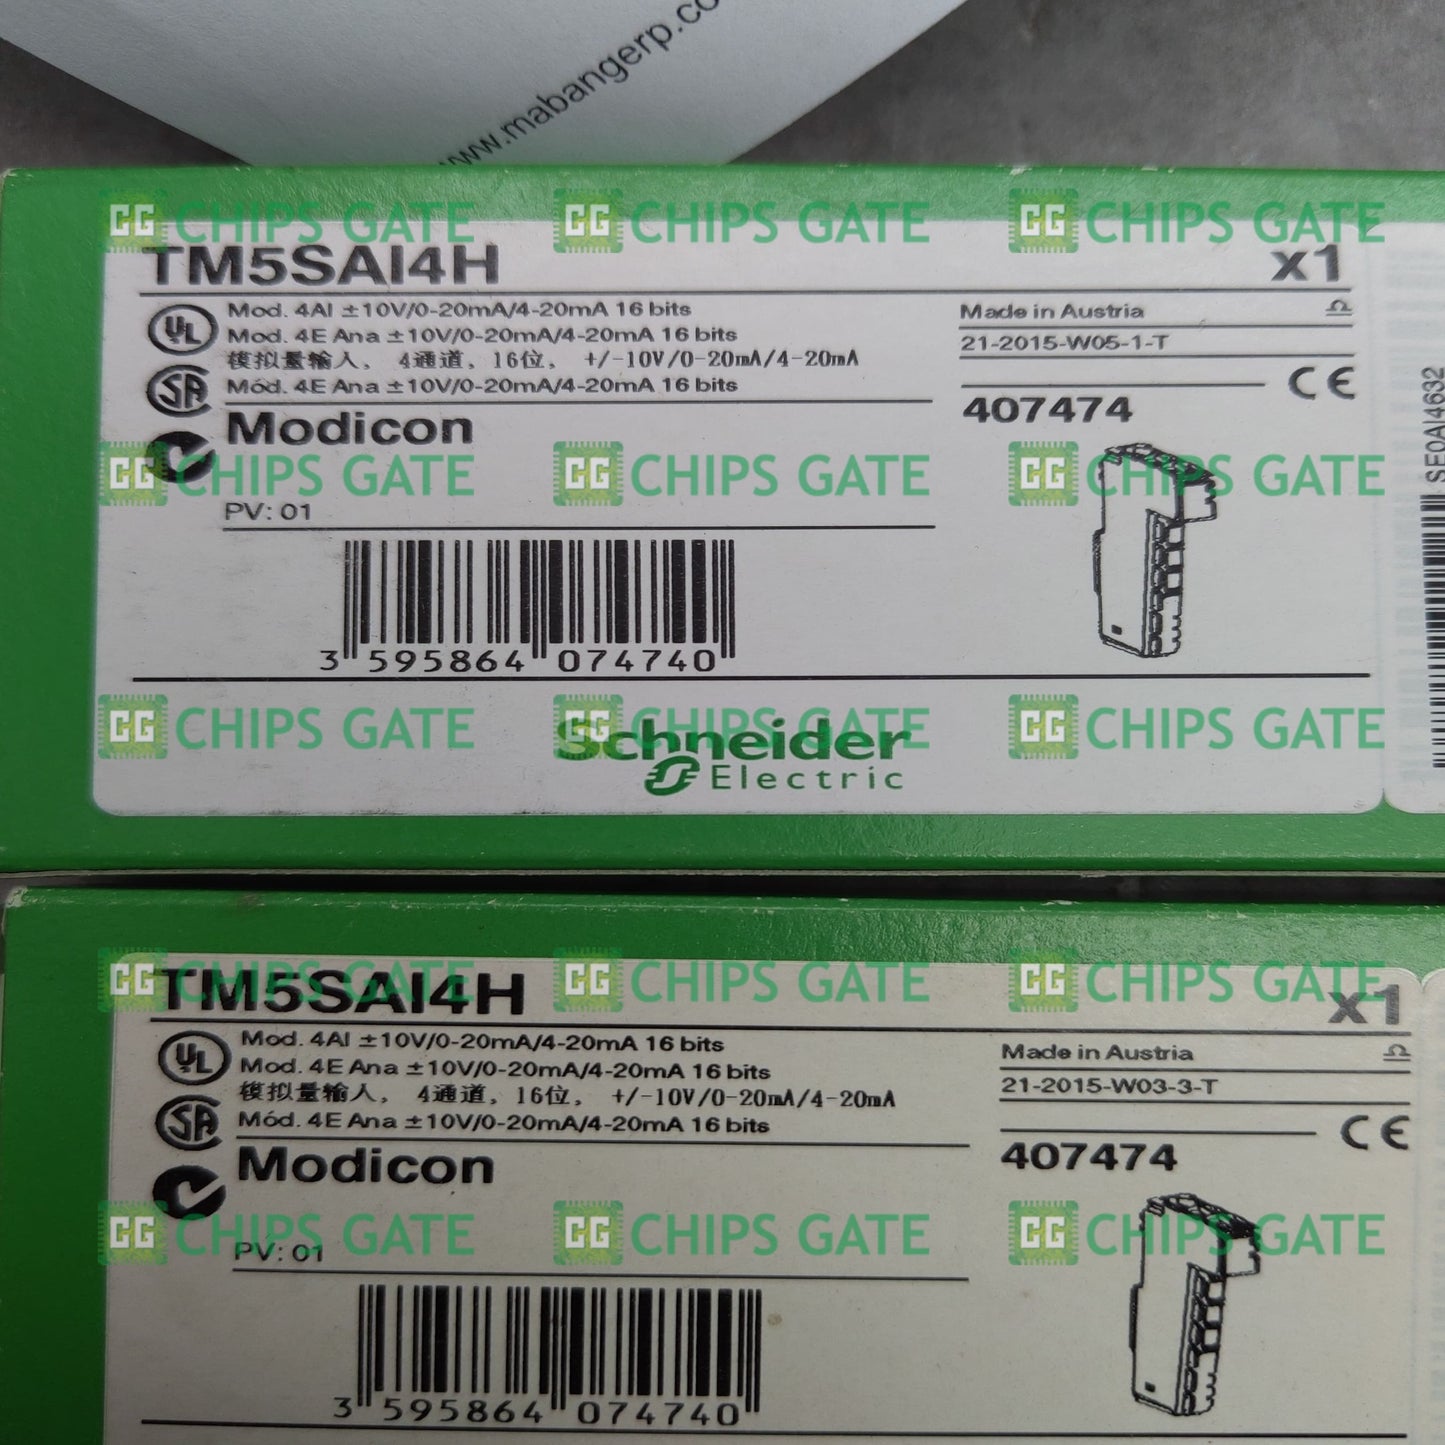 www.mabangerp.co
CHIPS GATE CHIPS GATE CHIPS GATE
TM5SAI4H x1
UL
Mod. 4AI ±10V/0-20mA/4-20mA 16 bits
Mod. 4E Ana ±10V/0-20mA/4-20mA 16 bits
模拟量输入, 4通道, 16位, +/-10V/0-20mA/4-20mA
Mód. 4E Ana ±10V/0-20mA/4-20mA 16 bits
SA
Made in Austria
21-2015-W05-1-T
CE
407474
Modicon
CG CHIPS GATE CG CHIPS GATE CG CHIPS GATE
PV: 01
3 595864 074740
CG CHIPS GATE CG CHIPS GATE CG CHIPS GATE
Schneider
Electric
SE0AI4632
CG CHIPS GATE CG CHIPS GATE CG CHIPS GATE
TM5SAI4H x1
UL
Mod. 4AI ±10V/0-20mA/4-20mA 16 bits
Mod. 4E Ana ±10V/0-20mA/4-20mA 16 bits
模拟量输入, 4通道, 16位, +/-10V/0-20mA/4-20mA
Mód. 4E Ana ±10V/0-20mA/4-20mA 16 bits
SA
Made in Austria
21-2015-W03-3-T
CE
407474
Modicon
CG CHIPS GATE CG CHIPS GATE CG CHIPS GATE
PV: 01
3 595864 074740